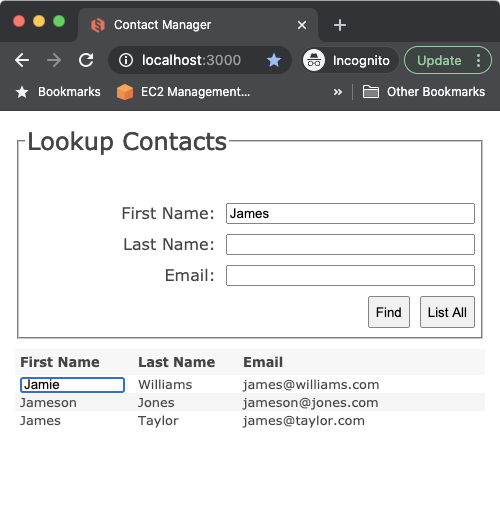 Contact Manager
localhost:3000
Incognito
Update
Bookmarks
EC2 Management...
»
Other Bookmarks
Lookup Contacts
First Name: James
Last Name:
Email:
Find List All
First Name Last Name Email
Jamie Williams james@williams.com
Jameson Jones jameson@jones.com
James Taylor james@taylor.com